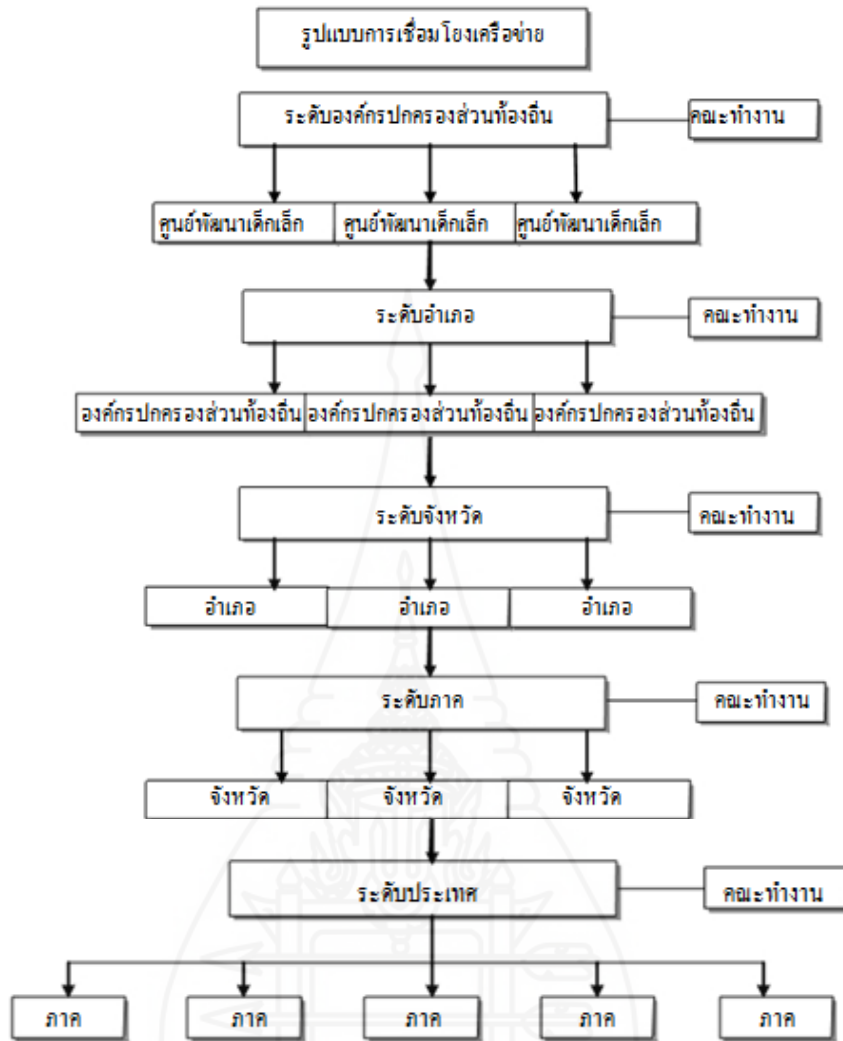 รูปแบบการเชื่อมโยงเครือข่าย
ระดับองค์กรปกครองส่วนท้องถิ่น คณะทำงาน
ศูนย์พัฒนาเด็กเล็ก ศูนย์พัฒนาเด็กเล็ก ศูนย์พัฒนาเด็กเล็ก
ระดับอำเภอ คณะทำงาน
องค์กรปกครองส่วนท้องถิ่น องค์กรปกครองส่วนท้องถิ่น องค์กรปกครองส่วนท้องถิ่น
ระดับจังหวัด คณะทำงาน
อำเภอ อำเภอ อำเภอ
ระดับภาค คณะทำงาน
จังหวัด จังหวัด จังหวัด
ระดับประเทศ คณะทำงาน
ภาค ภาค ภาค ภาค ภาค